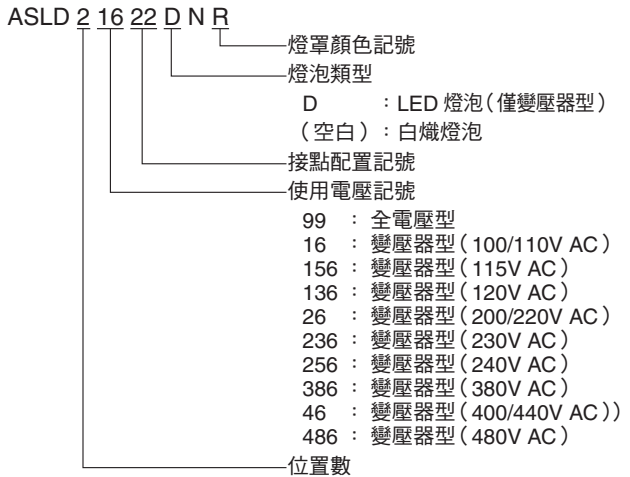 ASLD 2 16 22 D N R
燈罩顏色記號
燈泡類型
D ：LED 燈泡（僅變壓器型）
（空白）：白熾燈泡
接點配置記號
使用電壓記號
99 ：全電壓型
16 ：變壓器型（100/110V AC）
156 ：變壓器型（115V AC）
136 ：變壓器型（120V AC）
26 ：變壓器型（200/220V AC）
236 ：變壓器型（230V AC）
256 ：變壓器型（240V AC）
386 ：變壓器型（380V AC）
46 ：變壓器型（400/440V AC））
486 ：變壓器型（480V AC）
位置數